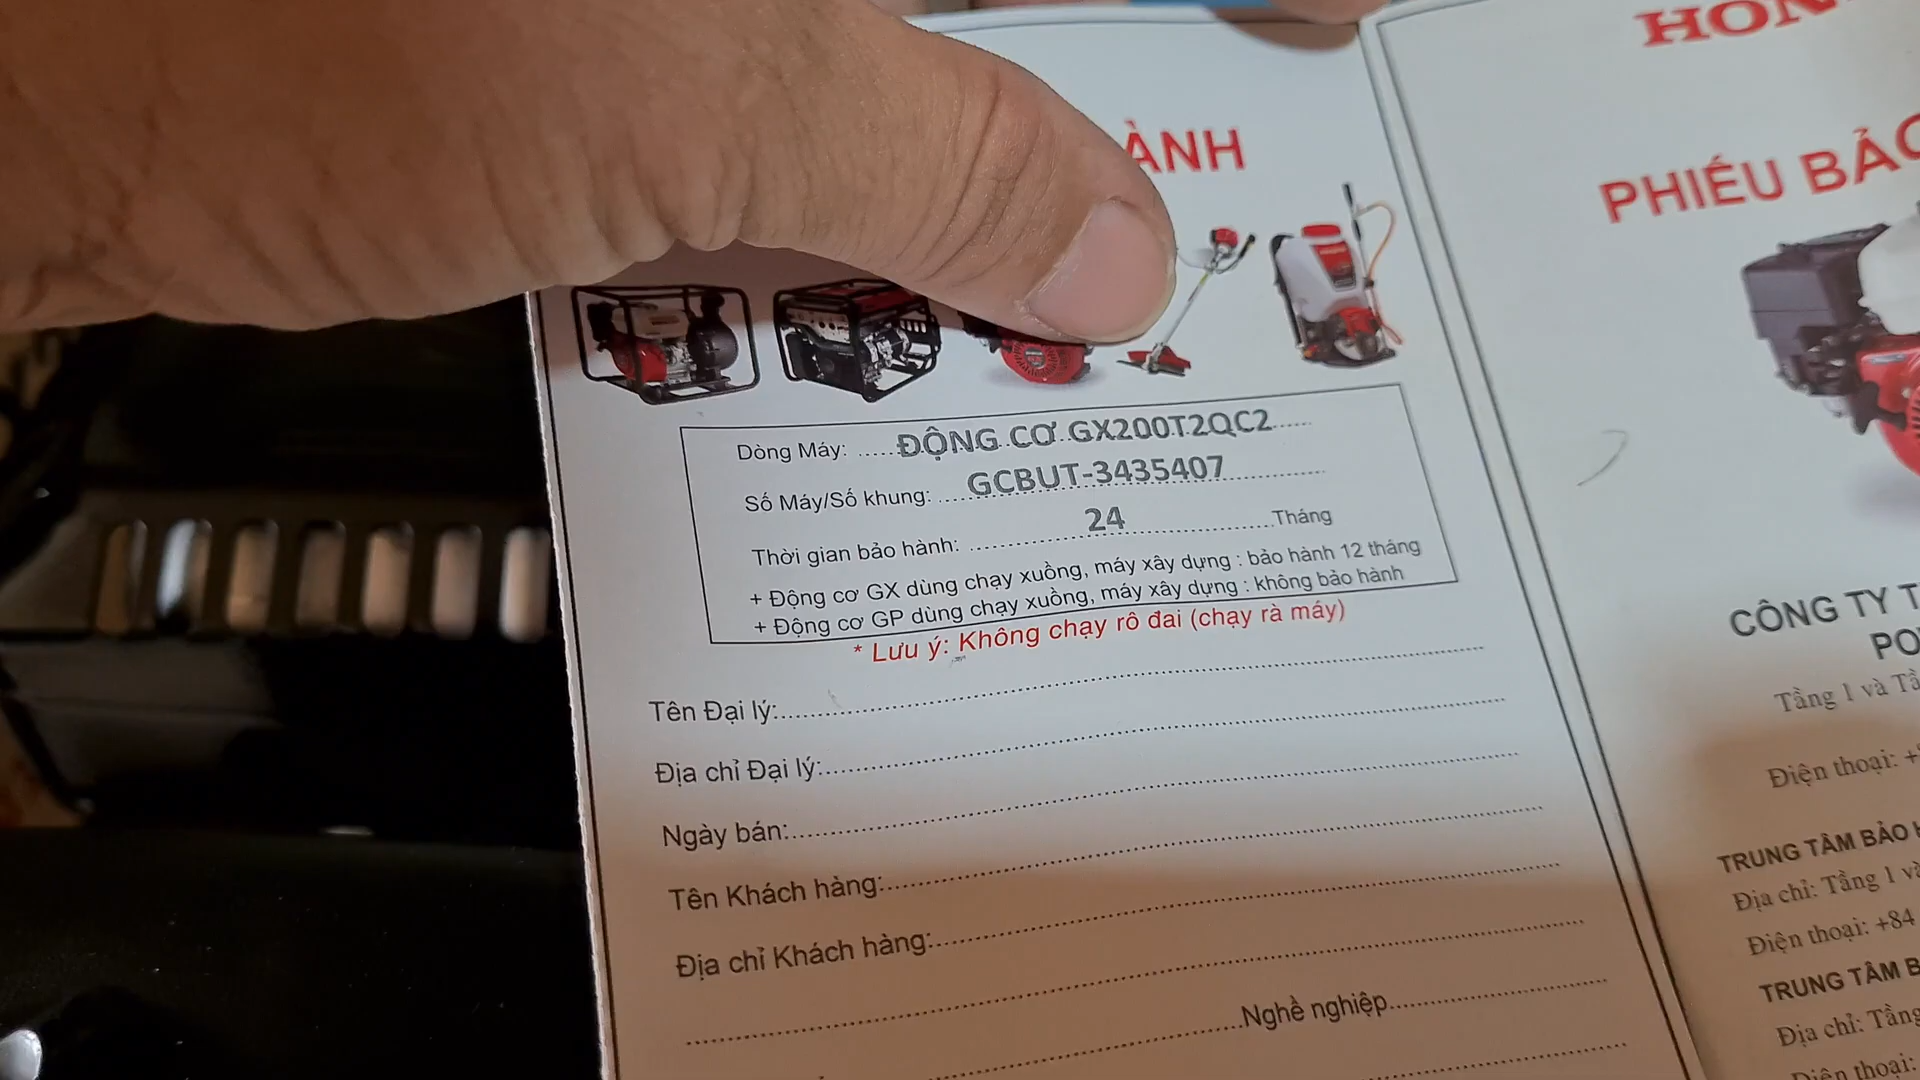 ÀNH
Dòng Máy: .....ĐỘNG CƠ GX200T2QC2......
Số Máy/Số khung: ....GCBUT-3435407................
Thời gian bảo hành: ...................24.........................Tháng
+ Động cơ GX dùng chạy xuồng, máy xây dựng : bảo hành 12 tháng
+ Động cơ GP dùng chạy xuồng, máy xây dựng : không bảo hành
* Lưu ý: Không chạy rô đai (chạy rà máy)
Tên Đại lý:................................................................
Địa chỉ Đại lý:................................................................
Ngày bán:................................................................
Tên Khách hàng:................................................................
Địa chỉ Khách hàng:................................................................
................................................................
................................Nghề nghiệp................................
HON
PHIẾU BẢO
CÔNG TY T
PO
Tầng 1 và Tầ
Điện thoại: +
TRUNG TÂM BẢO H
Địa chỉ: Tầng 1 và
Điện thoại: +84
TRUNG TÂM B
Địa chỉ: Tầng
Điện thoại: